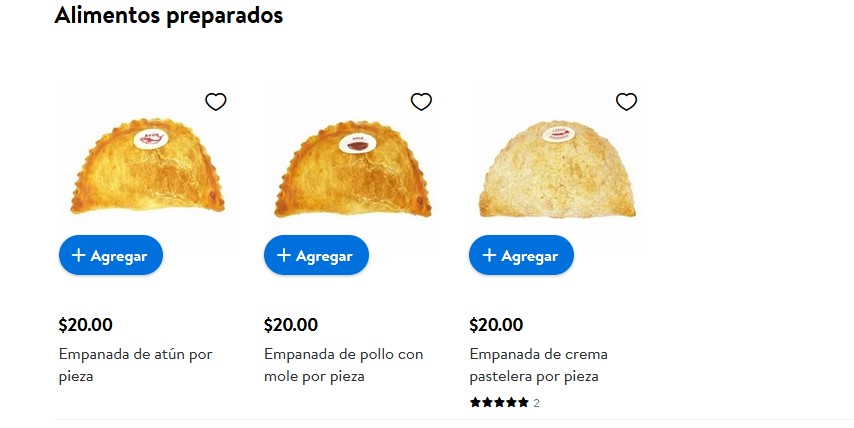 Alimentos preparados
Agregar
Agregar
Agregar
$20.00
$20.00
$20.00
Empanada de atún por
pieza
Empanada de pollo con
mole por pieza
Empanada de crema
pastelera por pieza
2